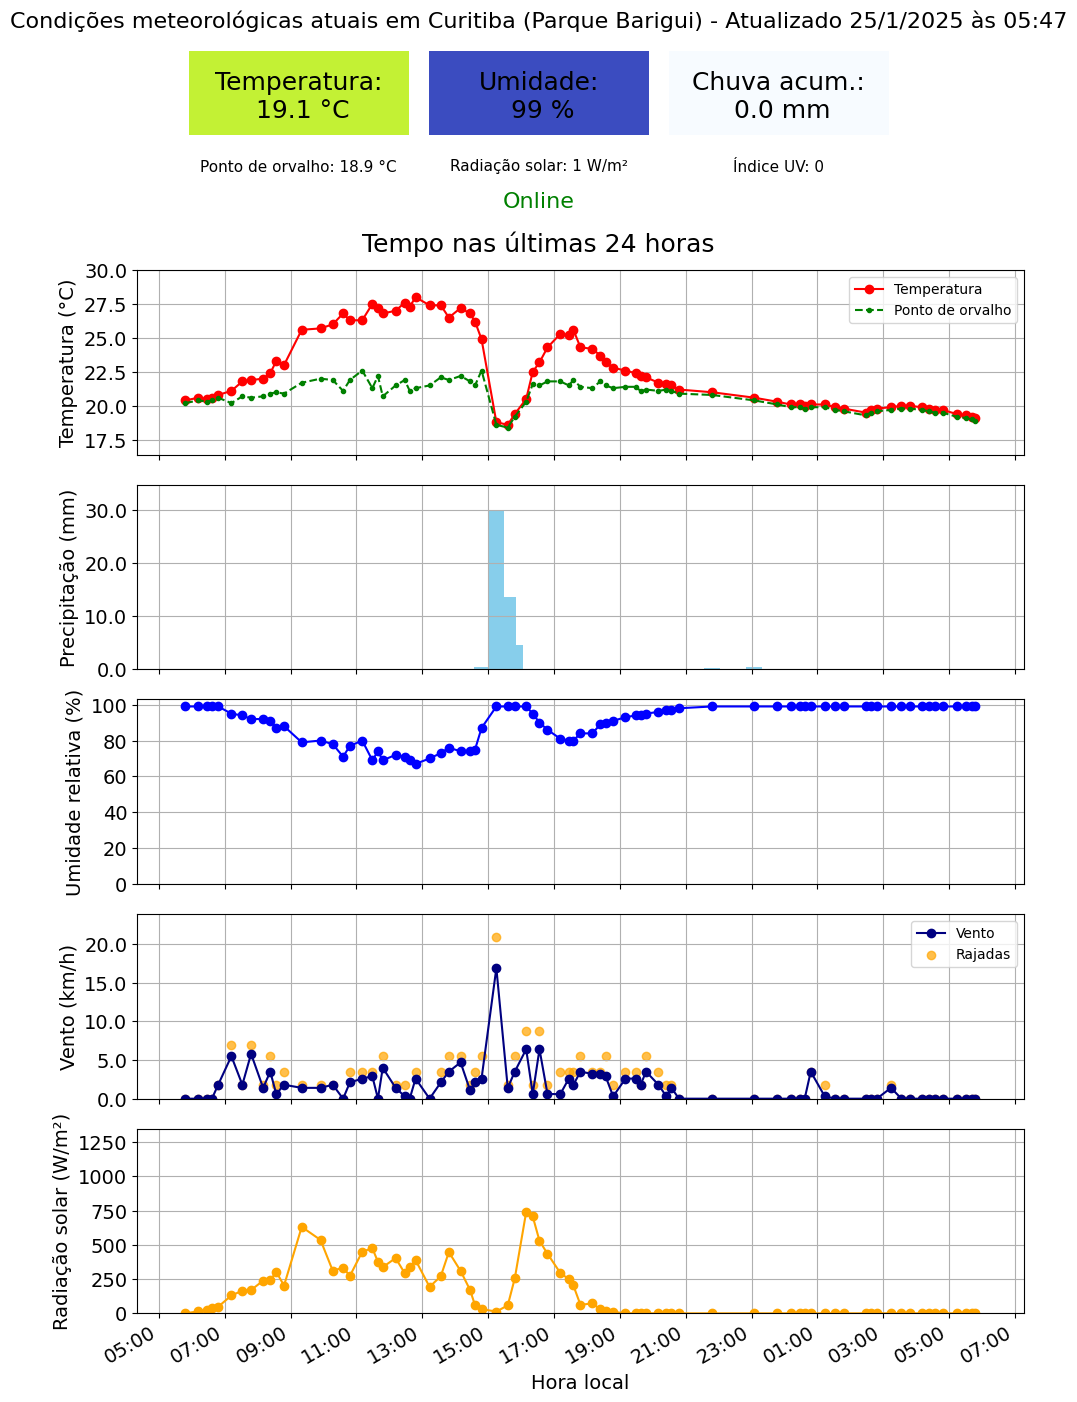 Condições meteorológicas atuais em Curitiba (Parque Barigui) - Atualizado 25/1/2025 às 05:47
Temperatura:
19.1 °C
Umidade:
99 %
Chuva acum.:
0.0 mm
Ponto de orvalho: 18.9 °C
Radiação solar: 1 W/m²
Índice UV: 0
Online
Tempo nas últimas 24 horas
Temperatura (°C)
30.0
27.5
25.0
22.5
20.0
17.5
Temperatura
Ponto de orvalho
Precipitação (mm)
30.0
20.0
10.0
0.0
Umidade relativa (%)
100
80
60
40
20
0
Vento (km/h)
20.0
15.0
10.0
5.0
0.0
Vento
Rajadas
Radiação solar (W/m²)
1250
1000
750
500
250
0
05:00
07:00
09:00
11:00
13:00
15:00
17:00
19:00
21:00
23:00
01:00
03:00
05:00
07:00
Hora local